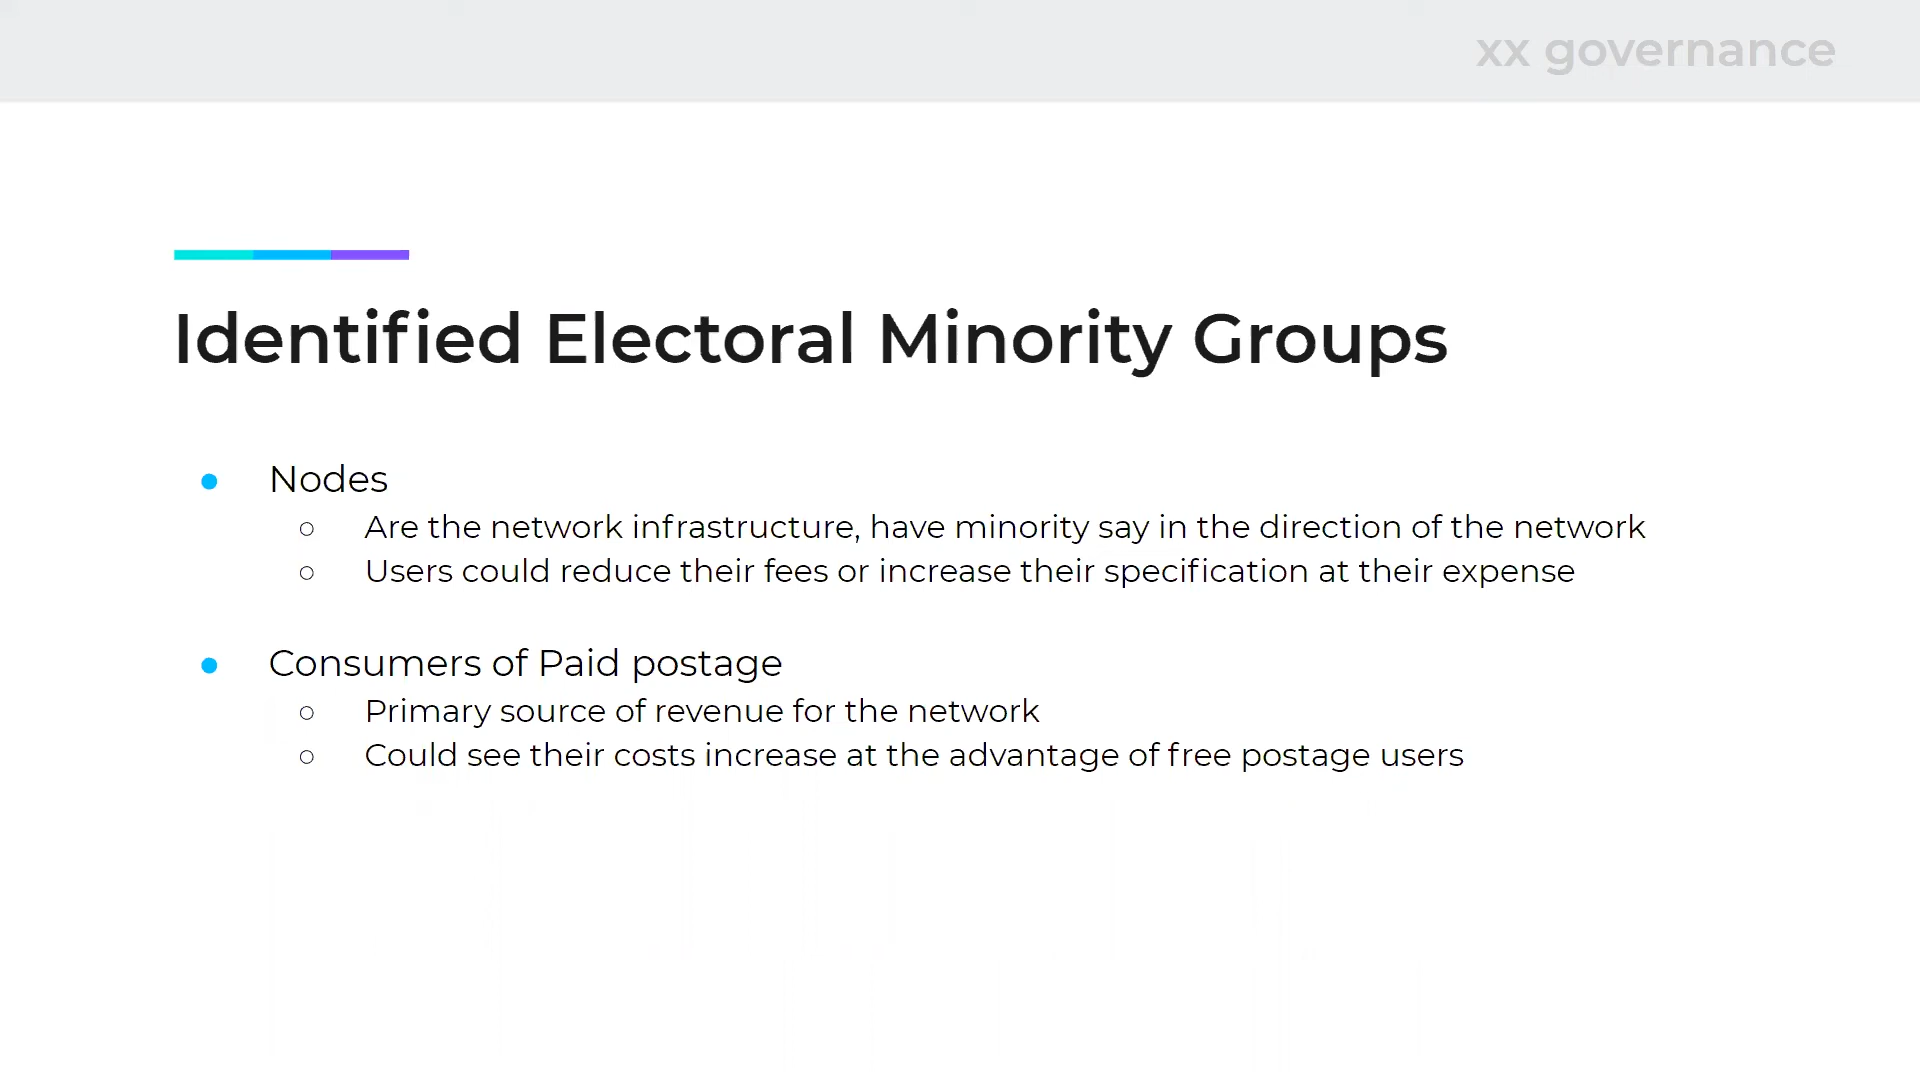 xx governance
Identified Electoral Minority Groups
● Nodes
○ Are the network infrastructure, have minority say in the direction of the network
○ Users could reduce their fees or increase their specification at their expense
● Consumers of Paid postage
○ Primary source of revenue for the network
○ Could see their costs increase at the advantage of free postage users